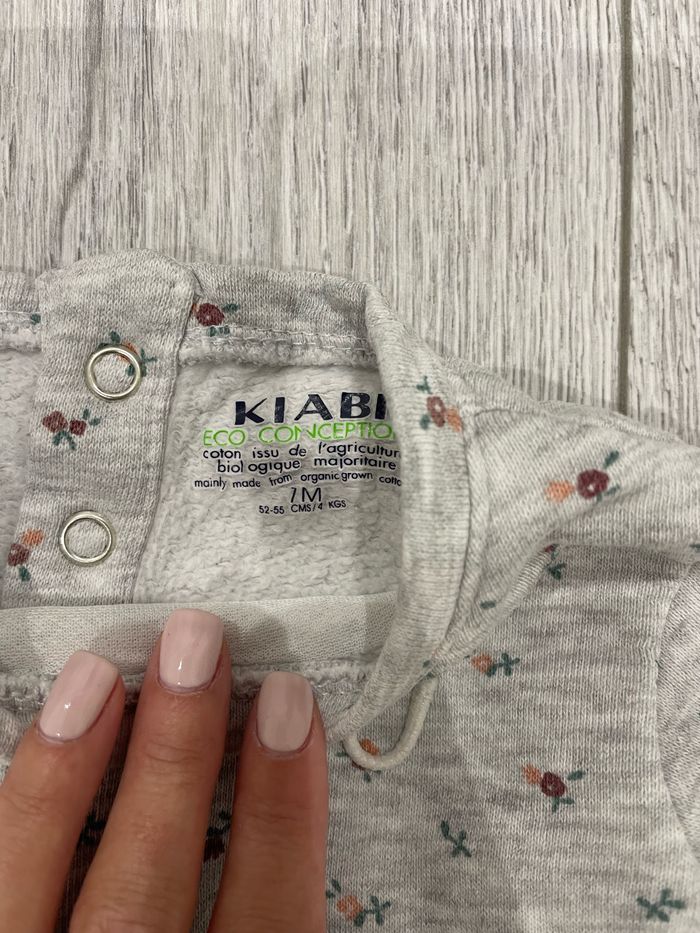 KIABI
ECO CONCEPTIO
coton issu de l'agricultur
biologique majoritaire
mainly made from organic grown cotto
1M
52-55 CMS/4 KGS